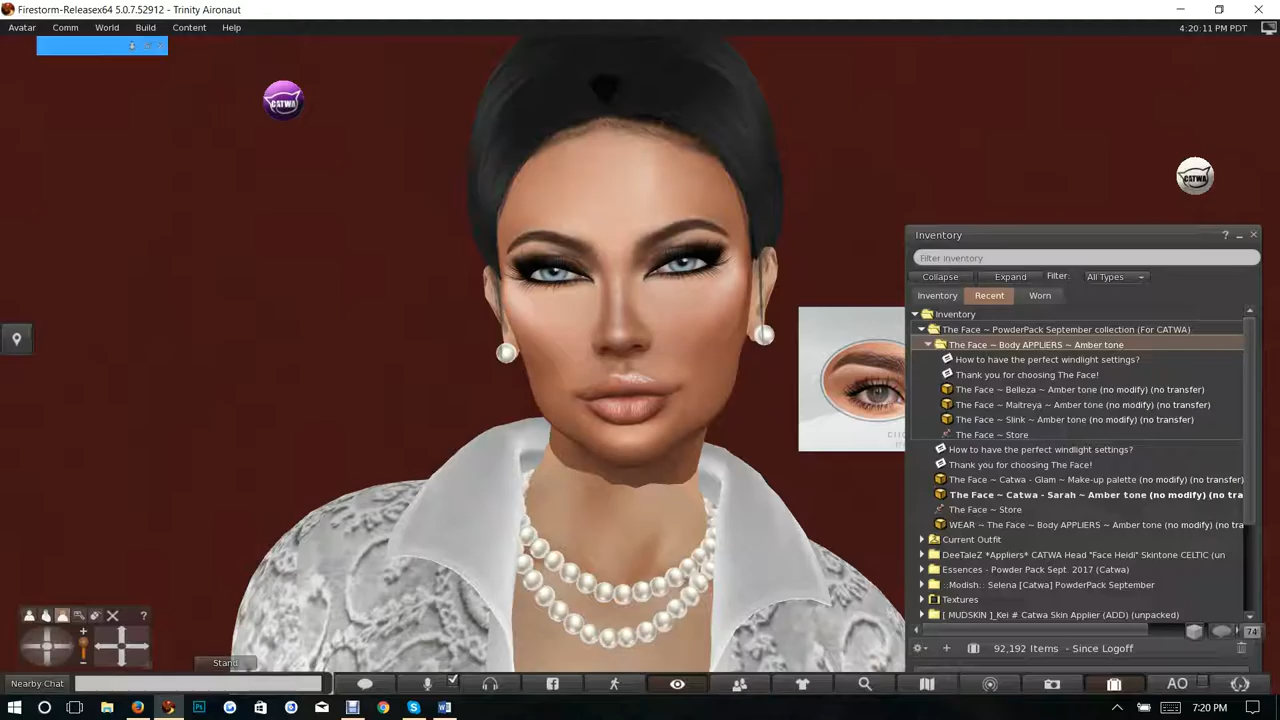 Firestorm-Releasex64 5.0.7.52912 - Trinity Aironaut
Avatar Comm World Build Content Help 4:20:11 PM PDT
CATWA
CATWA
Inventory ?
Filter inventory
Collapse Expand Filter: All Types
Inventory Recent Worn
Inventory
The Face ~ PowderPack September collection (For CATWA)
The Face ~ Body APPLIERS ~ Amber tone
How to have the perfect windlight settings?
Thank you for choosing The Face!
The Face ~ Belleza ~ Amber tone (no modify) (no transfer)
The Face ~ Maitreya ~ Amber tone (no modify) (no transfer)
The Face ~ Slink ~ Amber tone (no modify) (no transfer)
The Face ~ Store
How to have the perfect windlight settings?
Thank you for choosing The Face!
The Face ~ Catwa - Glam ~ Make-up palette (no modify) (no transfer)
The Face ~ Catwa - Sarah ~ Amber tone (no modify) (no tra
The Face ~ Store
WEAR ~ The Face ~ Body APPLIERS ~ Amber tone (no modify) (no tra
Current Outfit
DeeTaleZ *Appliers* CATWA Head "Face Heidi" Skintone CELTIC (un
Essences - Powder Pack Sept. 2017 (Catwa)
::Modish:: Selena [Catwa] PowderPack September
Textures
[ MUDSKIN ]_Kei # Catwa Skin Applier (ADD) (unpacked)
74
92,192 Items - Since Logoff
?
Stand
Nearby Chat AO
7:20 PM